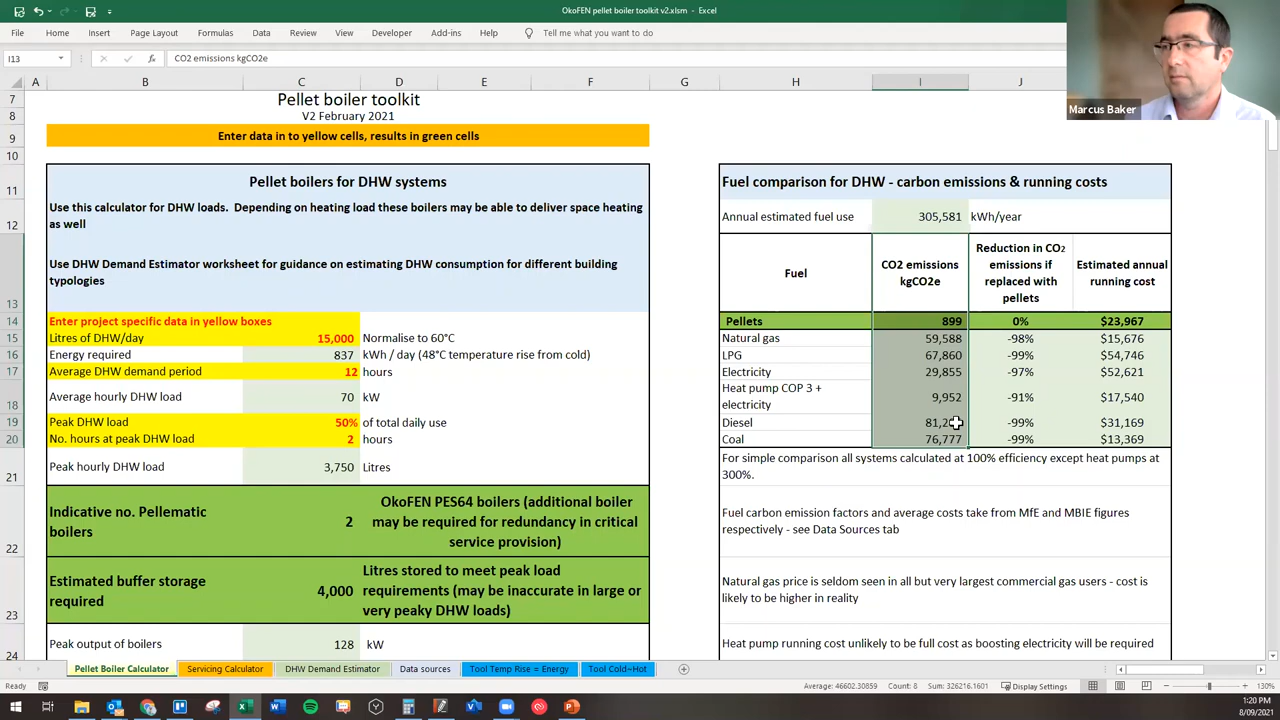 OkoFEN pellet boiler toolkit v2.xlsm - Excel
File Home Insert Page Layout Formulas Data Review View Developer Add-ins Help Tell me what you want to do
I13 fx CO2 emissions kgCO2e
A B C D E F G H I J
Marcus Baker
7 Pellet boiler toolkit
8 V2 February 2021
9 Enter data in to yellow cells, results in green cells
10
11 Pellet boilers for DHW systems
12 Use this calculator for DHW loads. Depending on heating load these boilers may be able to deliver space heating
as well
Use DHW Demand Estimator worksheet for guidance on estimating DHW consumption for different building
typologies
13
14 Enter project specific data in yellow boxes
15 Litres of DHW/day 15,000 Normalise to 60°C
16 Energy required 837 kWh / day (48°C temperature rise from cold)
17 Average DHW demand period 12 hours
18 Average hourly DHW load 70 kW
19 Peak DHW load 50% of total daily use
20 No. hours at peak DHW load 2 hours
21 Peak hourly DHW load 3,750 Litres
22 Indicative no. Pellematic
boilers
2
OkoFEN PES64 boilers (additional boiler
may be required for redundancy in critical
service provision)
23 Estimated buffer storage
required
4,000
Litres stored to meet peak load
requirements (may be inaccurate in large or
very peaky DHW loads)
24 Peak output of boilers 128 kW
Fuel comparison for DHW - carbon emissions & running costs
Annual estimated fuel use 305,581 kWh/year
Fuel
CO2 emissions
kgCO2e
Reduction in CO2
emissions if
replaced with
pellets
Estimated annual
running cost
Pellets 899 0% $23,967
Natural gas 59,588 -98% $15,676
LPG 67,860 -99% $54,746
Electricity 29,855 -97% $52,621
Heat pump COP 3 +
electricity
9,952 -91% $17,540
Diesel -99% $31,169
Coal 76,777 -99% $13,369
For simple comparison all systems calculated at 100% efficiency except heat pumps at
300%.
Fuel carbon emission factors and average costs take from MfE and MBIE figures
respectively - see Data Sources tab
Natural gas price is seldom seen in all but very largest commercial gas users - cost is
likely to be higher in reality
Heat pump running cost unlikely to be full cost as boosting electricity will be required
Pellet Boiler Calculator Servicing Calculator DHW Demand Estimator Data sources Tool Temp Rise = Energy Tool Cold~Hot
Ready Average: 46602.30859 Count: 8 Sum: 326216.1601 Display Settings 130%
1:20 PM
8/09/2021